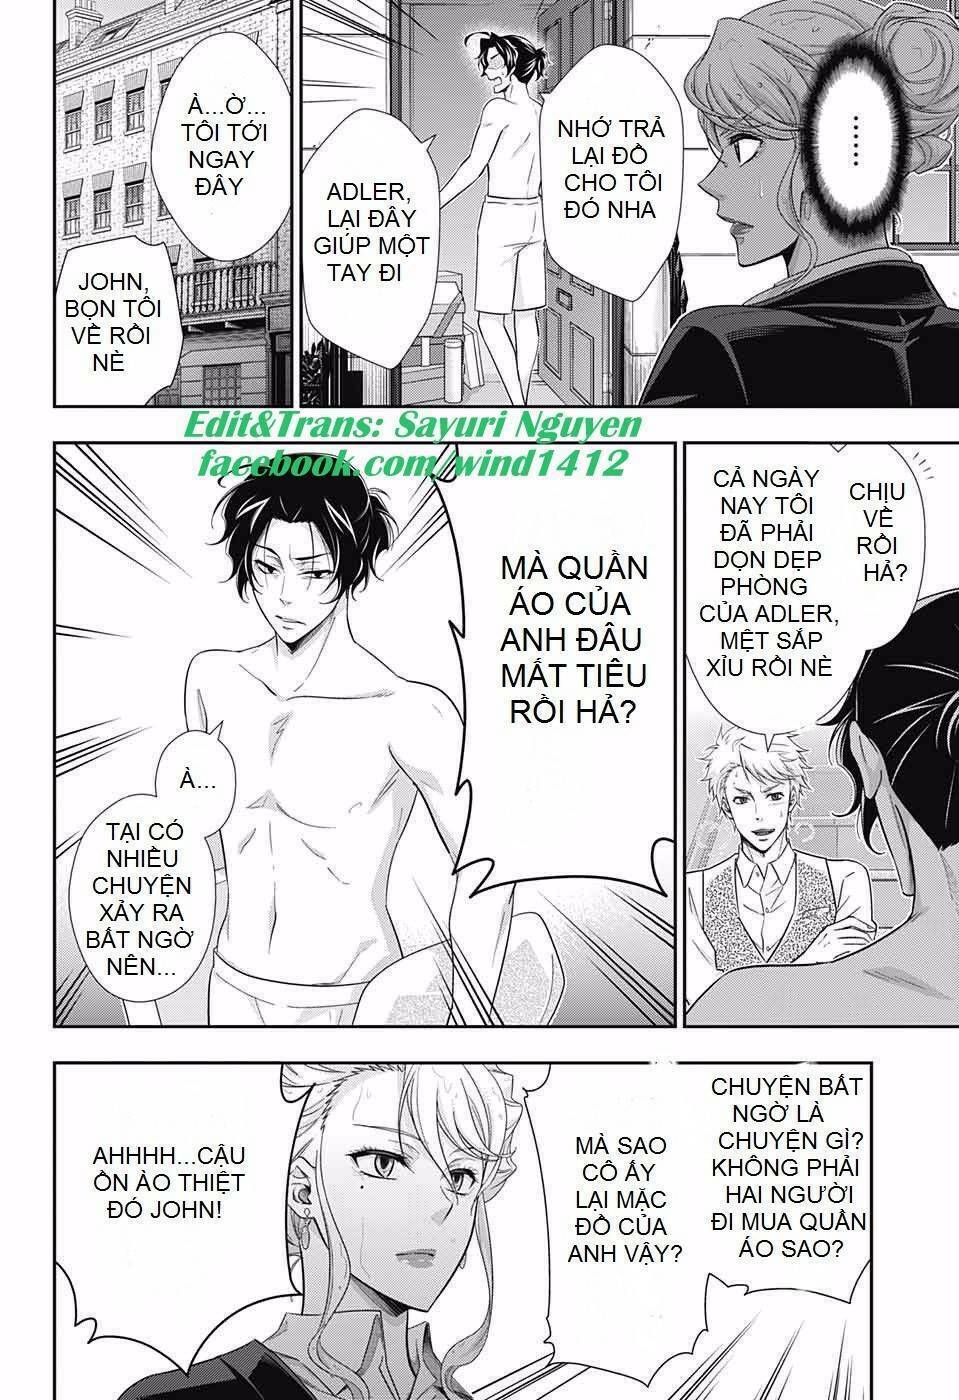 ........
NHỚ TRẢ
LẠI ĐỒ
CHO TÔI
ĐÓ NHA
ADLER,
LẠI ĐÂY
GIÚP MỘT
TAY ĐI
À...Ờ...
TÔI TỚI
NGAY
ĐÂY
JOHN,
BỌN TÔI
VỀ RỒI
NÈ
Edit&Trans: Sayuri Nguyen
facebook.com/wind1412
CHỊU
VỀ
RỒI
HẢ?
CẢ NGÀY
NAY TÔI
ĐÃ PHẢI
DỌN DẸP
PHÒNG
CỦA ADLER,
MỆT SẮP
XỈU RỒI NÈ
MÀ QUẦN
ÁO CỦA
ANH ĐÂU
MẤT TIÊU
RỒI HẢ?
À...
TẠI CÓ
NHIỀU
CHUYỆN
XẢY RA
BẤT NGỜ
NÊN...
CHUYỆN BẤT
NGỜ LÀ
CHUYỆN GÌ?
KHÔNG PHẢI
HAI NGƯỜI
ĐI MUA QUẦN
ÁO SAO?
MÀ SAO
CÔ ẤY
LẠI MẶC
ĐỒ CỦA
ANH VẬY?
AHHHH...CẬU
ỒN ÀO THIỆT
ĐÓ JOHN!